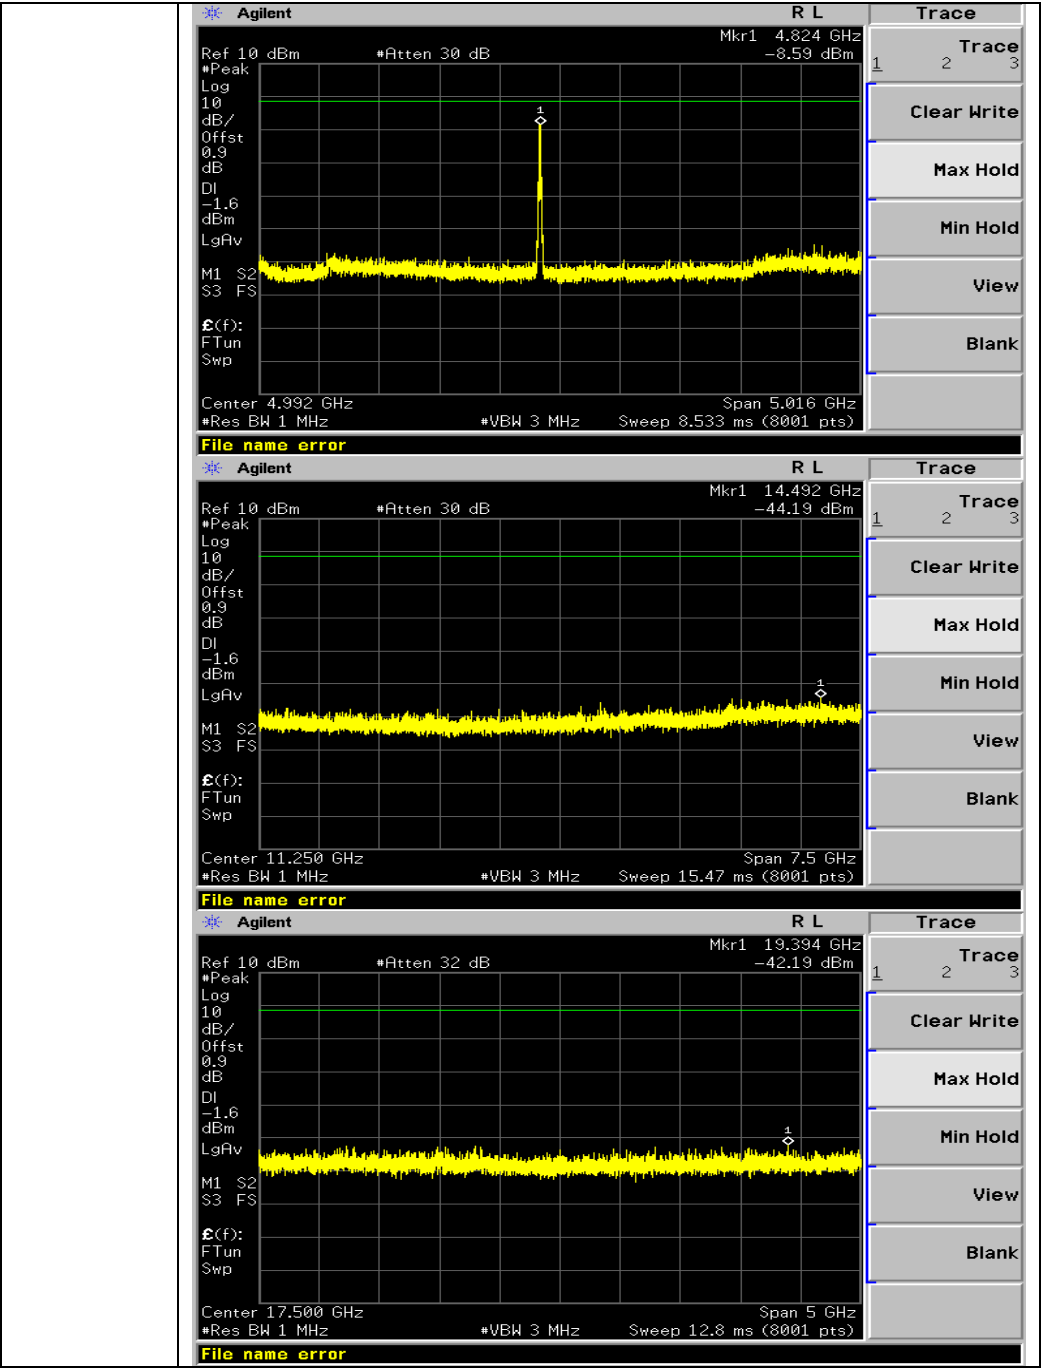 Agilent R L Trace
Mkr1 4.824 GHz
Ref 10 dBm #Atten 30 dB -8.59 dBm
Trace
1 2 3
#Peak
Log
10
dB/
Offst
0.9
dB
DI
-1.6
dBm
LgAv
M1 S2
S3 FS
£(f):
FTun
Swp
1
Clear Write
Max Hold
Min Hold
View
Blank
Center 4.992 GHz Span 5.016 GHz
#Res BW 1 MHz #VBW 3 MHz Sweep 8.533 ms (8001 pts)
File name error
Agilent R L Trace
Mkr1 14.492 GHz
Ref 10 dBm #Atten 30 dB -44.19 dBm
Trace
1 2 3
#Peak
Log
10
dB/
Offst
0.9
dB
DI
-1.6
dBm
LgAv
M1 S2
S3 FS
£(f):
FTun
Swp
1
Clear Write
Max Hold
Min Hold
View
Blank
Center 11.250 GHz Span 7.5 GHz
#Res BW 1 MHz #VBW 3 MHz Sweep 15.47 ms (8001 pts)
File name error
Agilent R L Trace
Mkr1 19.394 GHz
Ref 10 dBm #Atten 32 dB -42.19 dBm
Trace
1 2 3
#Peak
Log
10
dB/
Offst
0.9
dB
DI
-1.6
dBm
LgAv
M1 S2
S3 FS
£(f):
FTun
Swp
1
Clear Write
Max Hold
Min Hold
View
Blank
Center 17.500 GHz Span 5 GHz
#Res BW 1 MHz #VBW 3 MHz Sweep 12.8 ms (8001 pts)
File name error